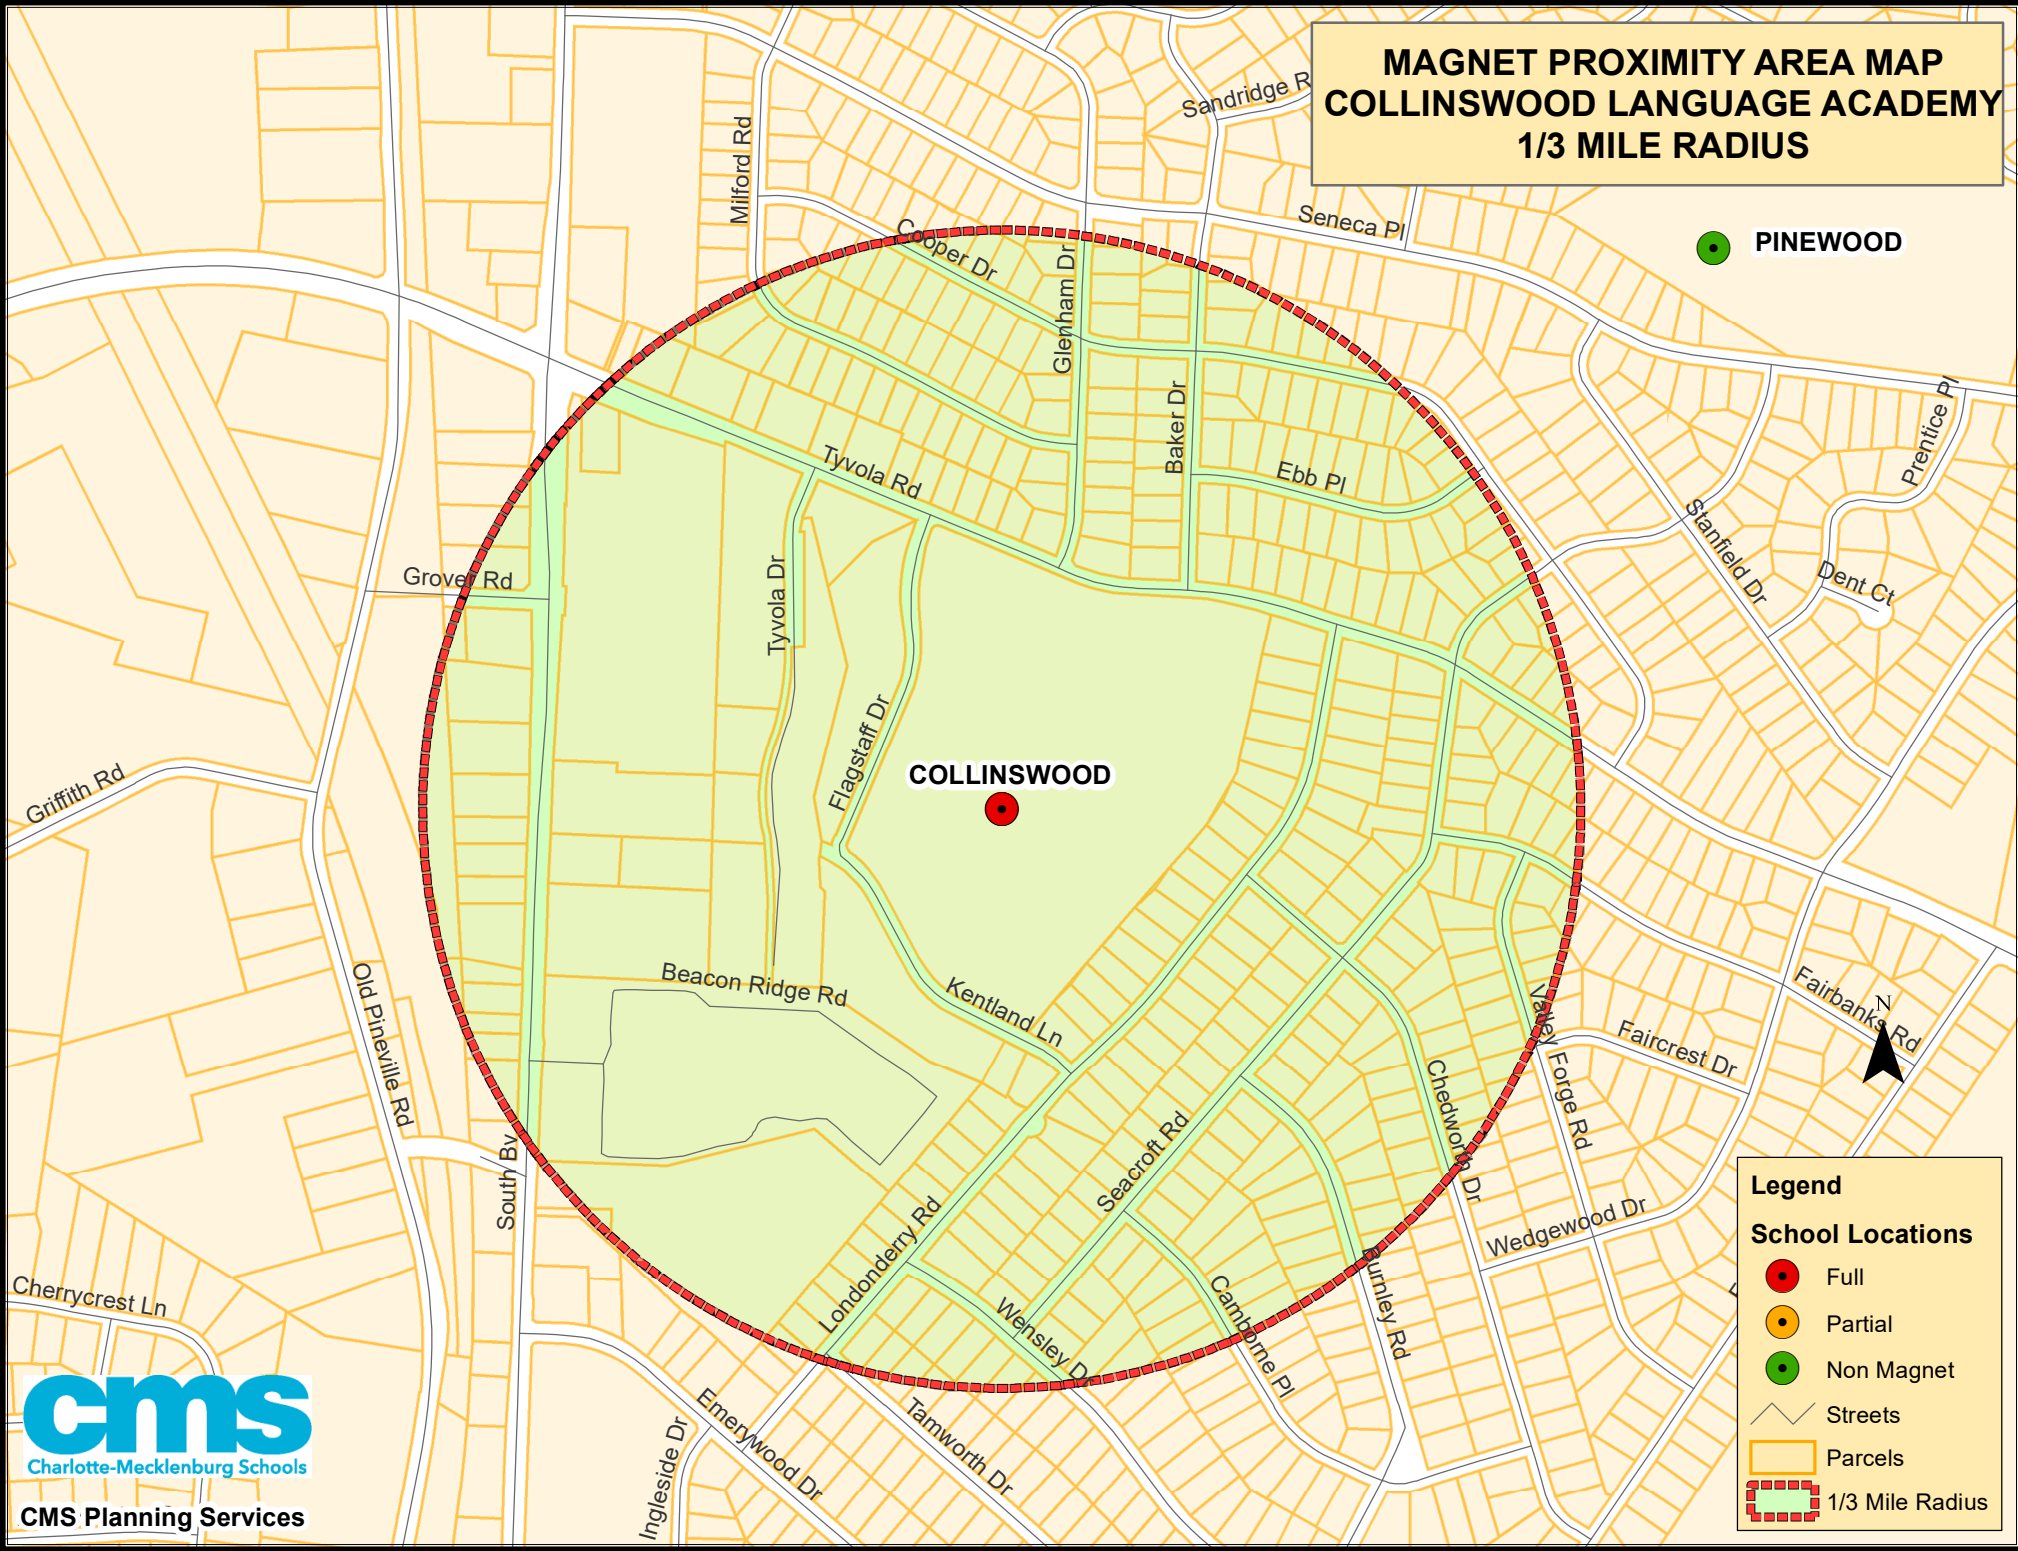 MAGNET PROXIMITY AREA MAP
COLLINSWOOD LANGUAGE ACADEMY
1/3 MILE RADIUS
Sandridge R
Milford Rd
Seneca Pl
PINEWOOD
Cooper Dr
Glenham Dr
Baker Dr
Ebb Pl
Prentice Pl
Tyvola Rd
Stanfield Dr
Dent Ct
Grover Rd
Tyvola Dr
Flagstaff Dr
COLLINSWOOD
Griffith Rd
Beacon Ridge Rd
Kentland Ln
Old Pineville Rd
Fairbanks Rd
N
Faircrest Dr
Valley Forge Rd
Chedworth Dr
Seacroft Rd
South Bv
Londonderry Rd
Wedgewood Dr
Burnley Rd
Camborne Pl
Wensley Dr
Cherrycrest Ln
Emerywood Dr
Tamworth Dr
Ingleside Dr
cms
Charlotte-Mecklenburg Schools
CMS Planning Services
Legend
School Locations
Full
Partial
Non Magnet
Streets
Parcels
1/3 Mile Radius